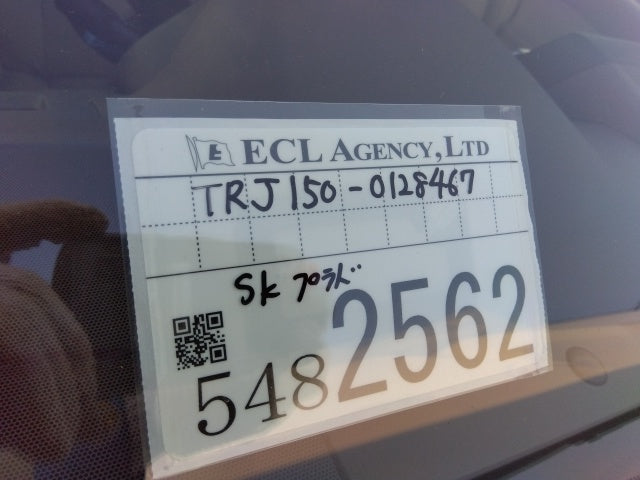 E ECL AGENCY, LTD
TRJ150-0128467
SK プラド
5482562